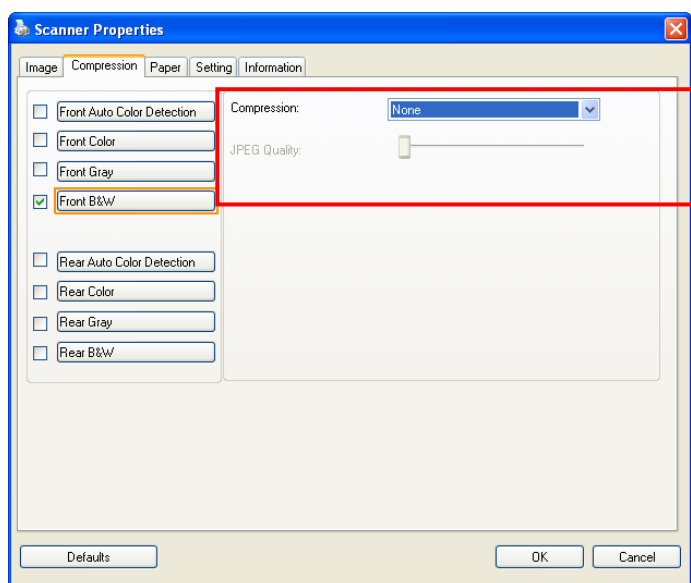 Scanner Properties
Image Compression Paper Setting Information
Front Auto Color Detection
Front Color
Front Gray
Front B&W
Rear Auto Color Detection
Rear Color
Rear Gray
Rear B&W
Compression: None
JPEG Quality:
Defaults OK Cancel